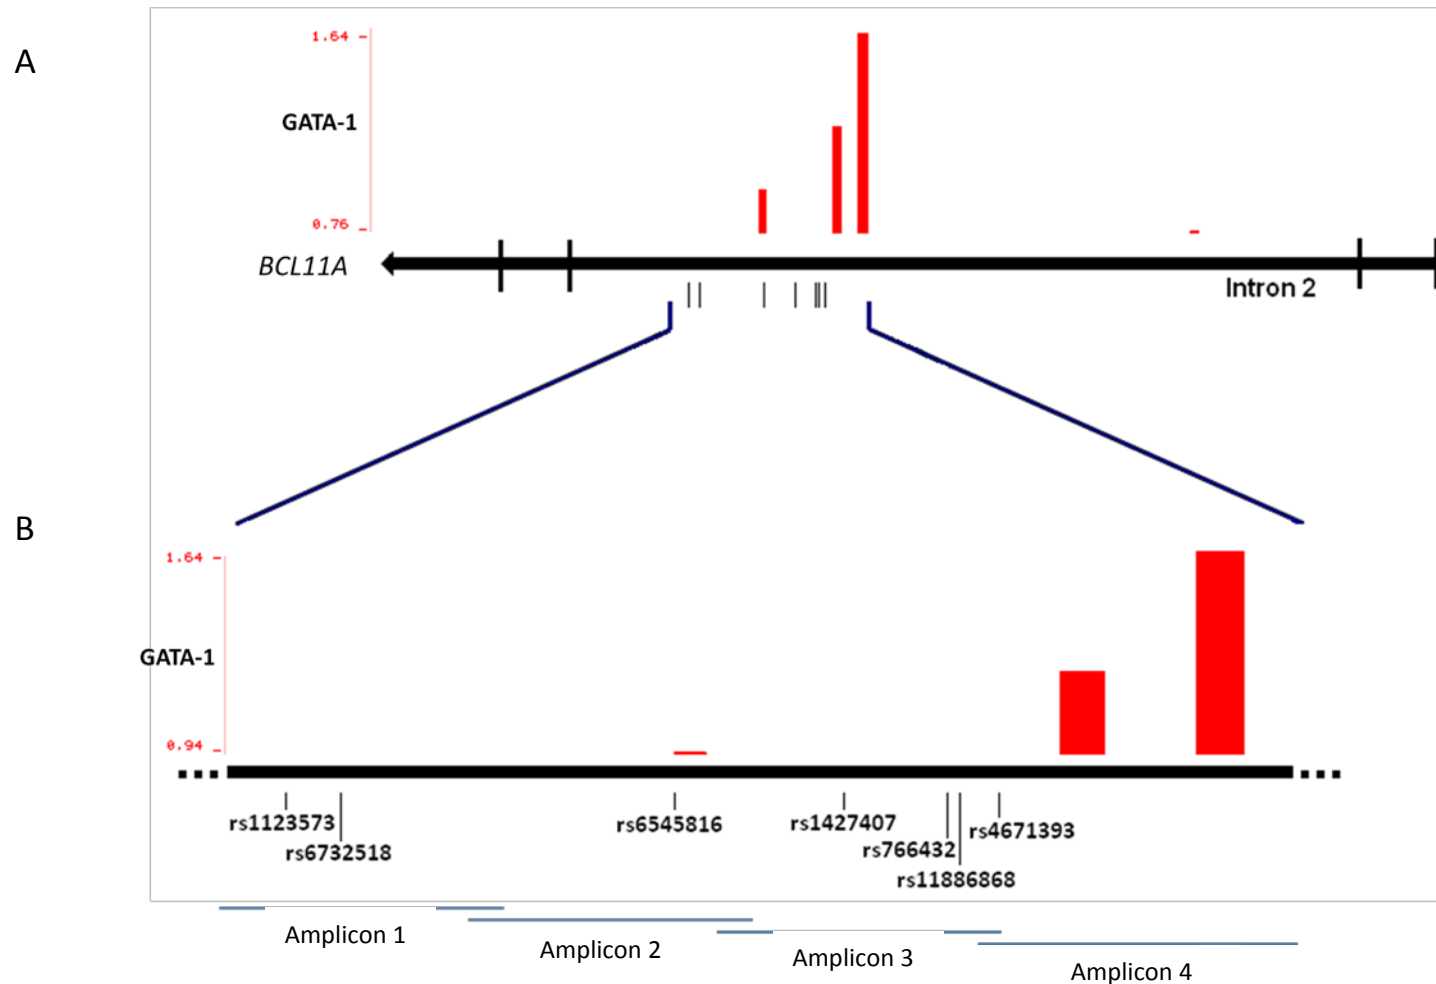 A
1.64
GATA-1
0.76
BCL11A
Intron 2
B
1.64
GATA-1
0.94
rs1123573
rs6732518
rs6545816
rs1427407
rs766432
rs11886868
rs4671393
Amplicon 1
Amplicon 2
Amplicon 3
Amplicon 4